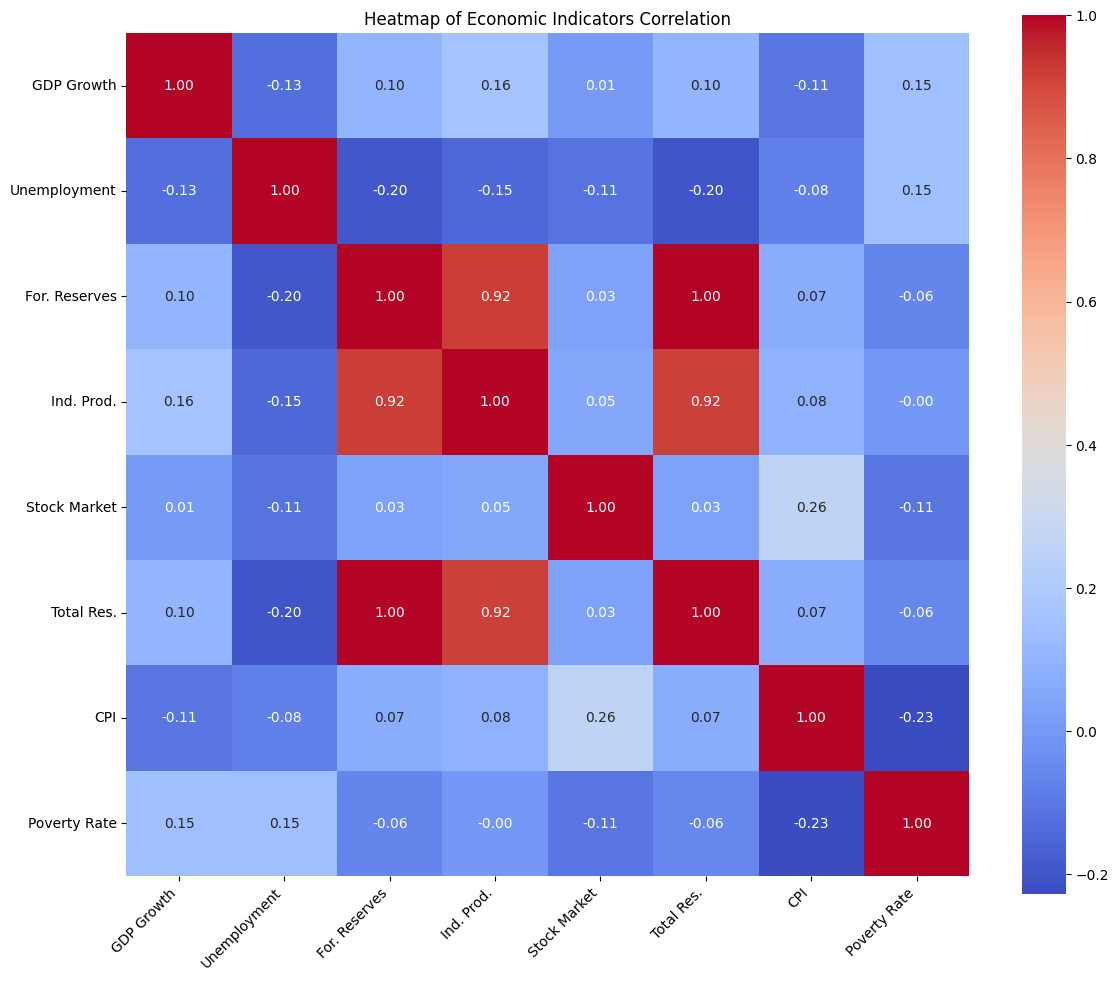 Heatmap of Economic Indicators Correlation
GDP Growth 1.00 -0.13 0.10 0.16 0.01 0.10 -0.11 0.15
Unemployment -0.13 1.00 -0.20 -0.15 -0.11 -0.20 -0.08 0.15
For. Reserves 0.10 -0.20 1.00 0.92 0.03 1.00 0.07 -0.06
Ind. Prod. 0.16 -0.15 0.92 1.00 0.05 0.92 0.08 -0.00
Stock Market 0.01 -0.11 0.03 0.05 1.00 0.03 0.26 -0.11
Total Res. 0.10 -0.20 1.00 0.92 0.03 1.00 0.07 -0.06
CPI -0.11 -0.08 0.07 0.08 0.26 0.07 1.00 -0.23
Poverty Rate 0.15 0.15 -0.06 -0.00 -0.11 -0.06 -0.23 1.00
GDP Growth Unemployment For. Reserves Ind. Prod. Stock Market Total Res. CPI Poverty Rate
1.0
0.8
0.6
0.4
0.2
0.0
−0.2